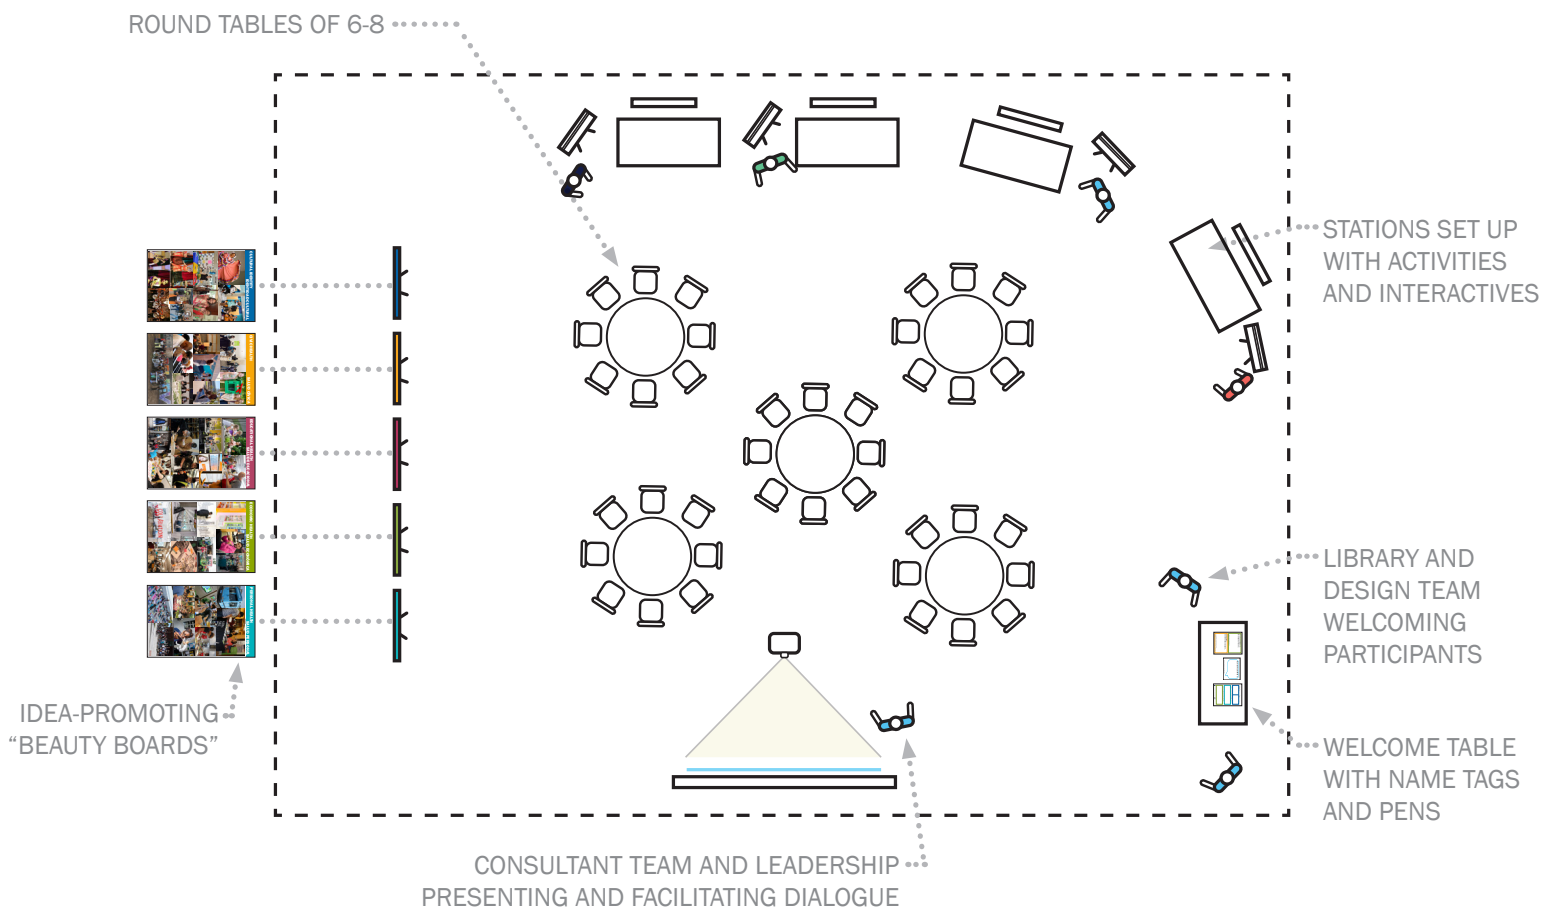 ROUND TABLES OF 6-8
STATIONS SET UP
WITH ACTIVITIES
AND INTERACTIVES
LIBRARY AND
DESIGN TEAM
WELCOMING
PARTICIPANTS
IDEA-PROMOTING
“BEAUTY BOARDS”
WELCOME TABLE
WITH NAME TAGS
AND PENS
CONSULTANT TEAM AND LEADERSHIP
PRESENTING AND FACILITATING DIALOGUE